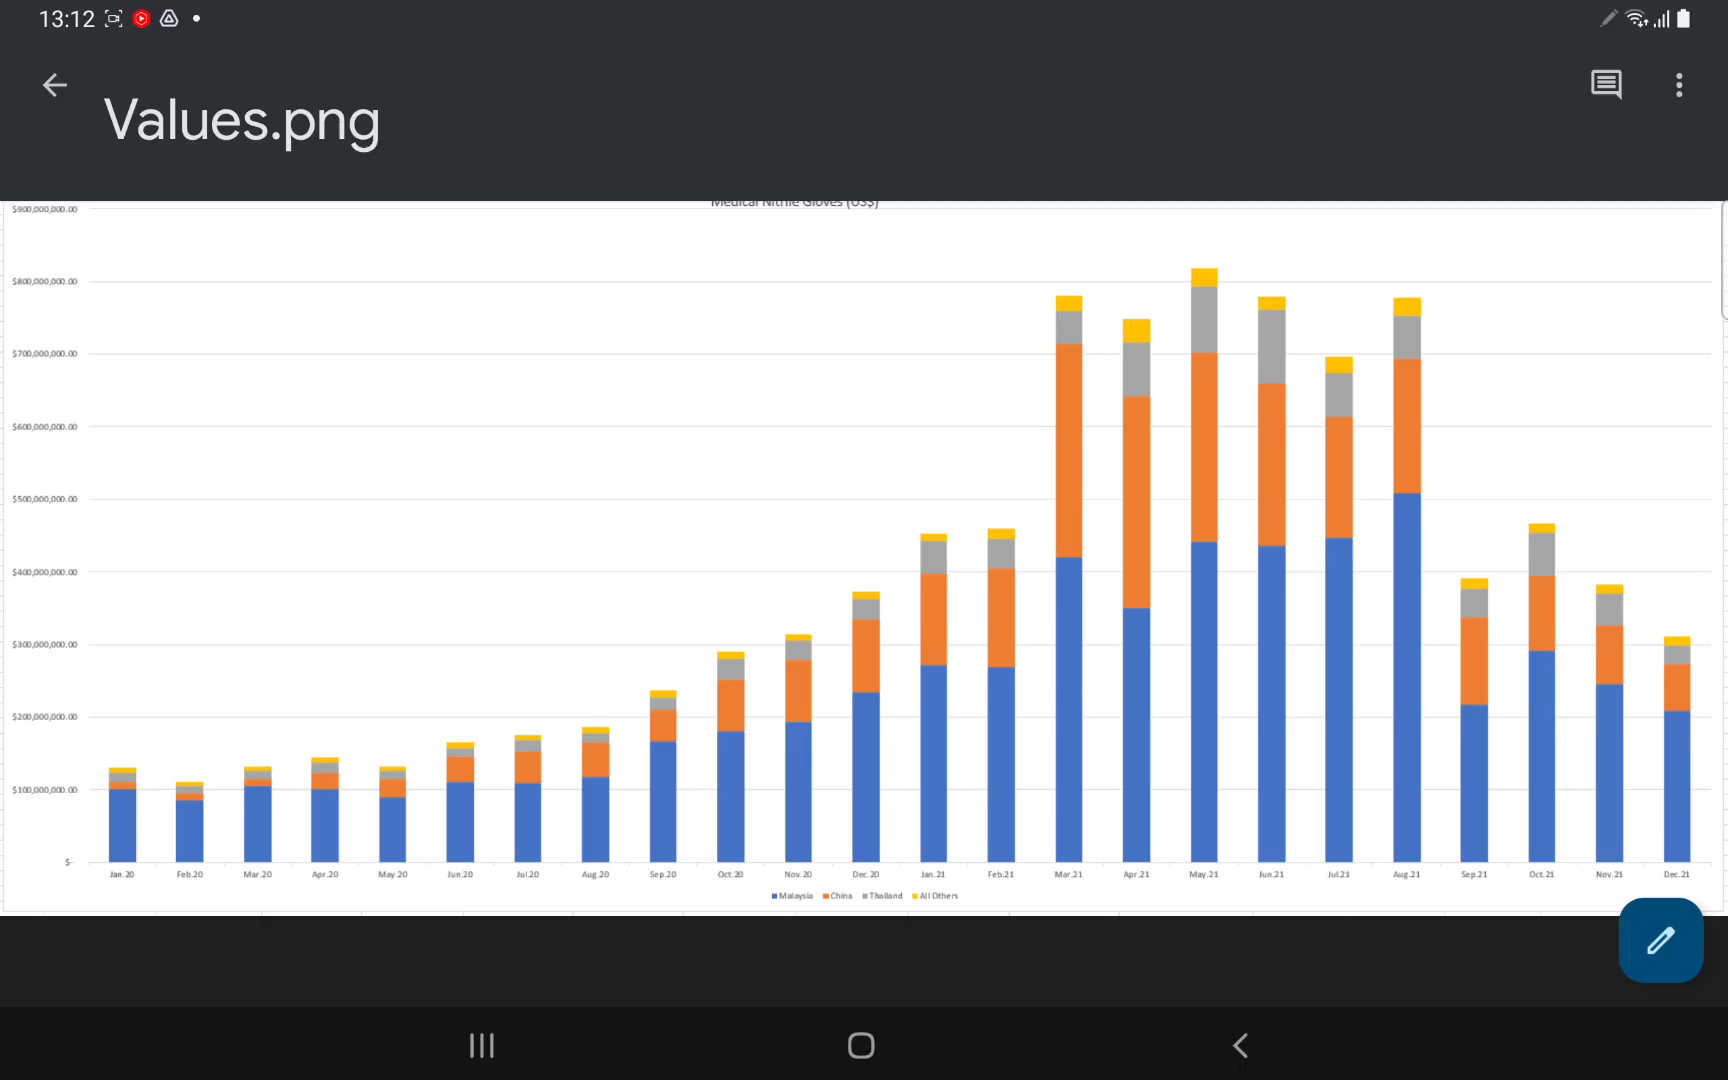 13:12
Values.png
Medical Nitrile Gloves (US$)
$900,000,000.00
$800,000,000.00
$700,000,000.00
$600,000,000.00
$500,000,000.00
$400,000,000.00
$300,000,000.00
$200,000,000.00
$100,000,000.00
$-
Jan.20 Feb.20 Mar.20 Apr.20 May.20 Jun.20 Jul.20 Aug.20 Sep.20 Oct.20 Nov.20 Dec.20 Jan.21 Feb.21 Mar.21 Apr.21 May.21 Jun.21 Jul.21 Aug.21 Sep.21 Oct.21 Nov.21 Dec.21
Malaysia China Thailand All Others